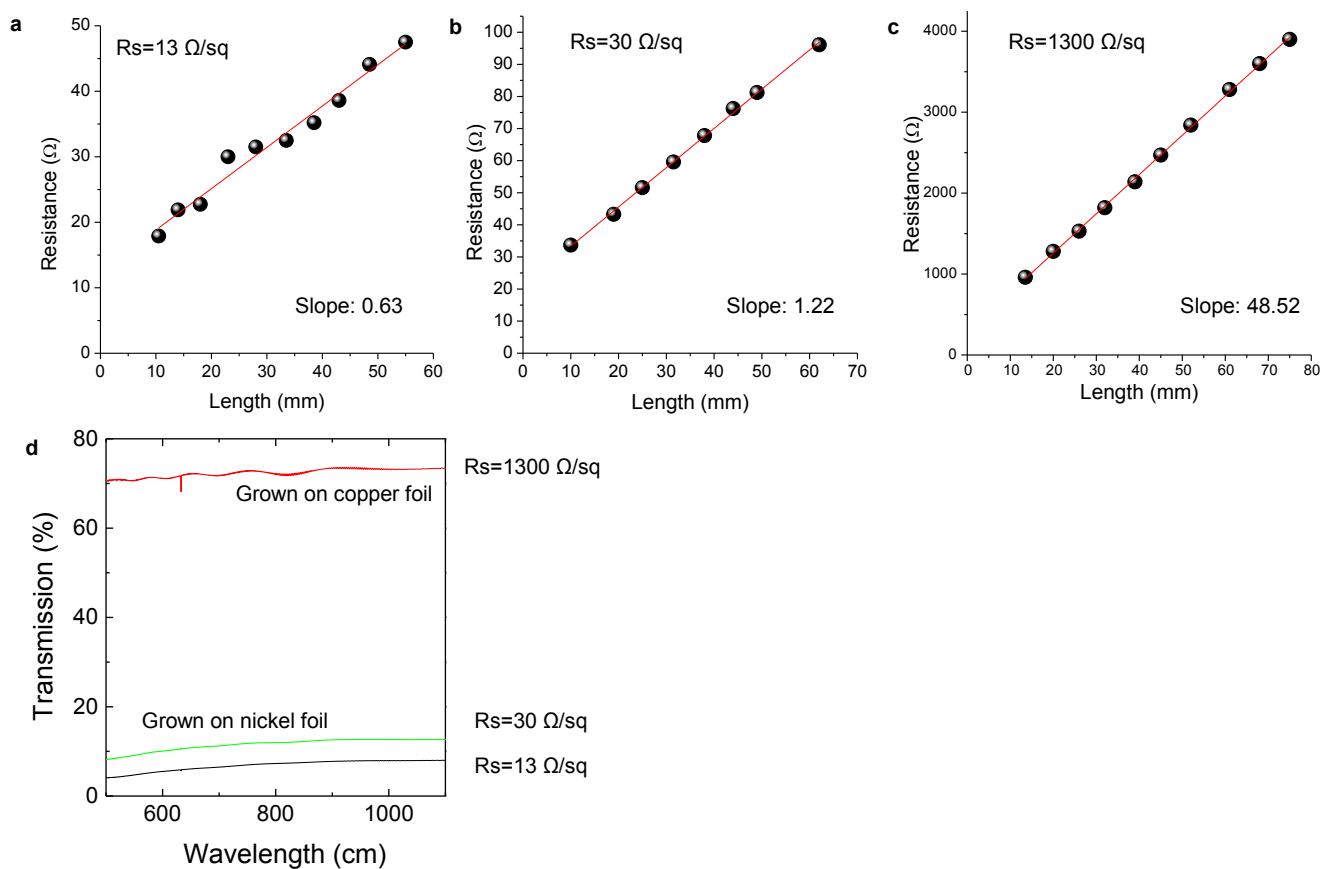 a
Rs=13 Ω/sq
50
40
30
20
10
0
Resistance (Ω)
Slope: 0.63
0 10 20 30 40 50 60
Length (mm)
b
Rs=30 Ω/sq
100
90
80
70
60
50
40
30
20
10
0
Resistance (Ω)
Slope: 1.22
0 10 20 30 40 50 60 70
Length (mm)
c
Rs=1300 Ω/sq
4000
3000
2000
1000
0
Resistance (Ω)
Slope: 48.52
0 10 20 30 40 50 60 70 80
Length (mm)
d
80
60
40
20
0
Transmission (%)
Rs=1300 Ω/sq
Grown on copper foil
Grown on nickel foil
Rs=30 Ω/sq
Rs=13 Ω/sq
600 800 1000
Wavelength (cm)